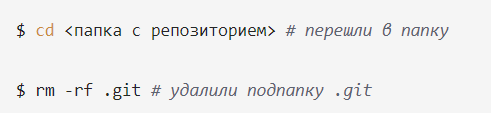 $ cd <папка с репозиторием> # перешли в папку
$ rm -rf .git # удалили подпапку .git